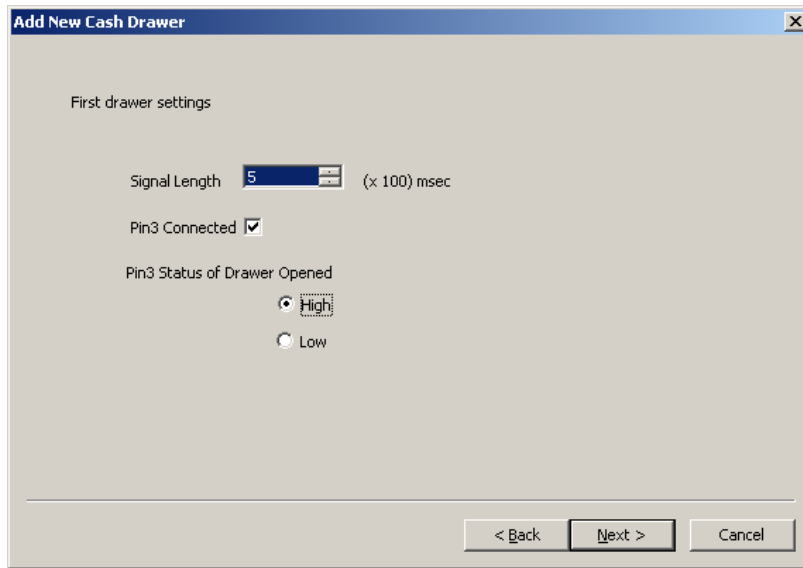 Add New Cash Drawer
First drawer settings
Signal Length 5 (x 100) msec
Pin3 Connected
Pin3 Status of Drawer Opened
High
Low
< Back Next > Cancel